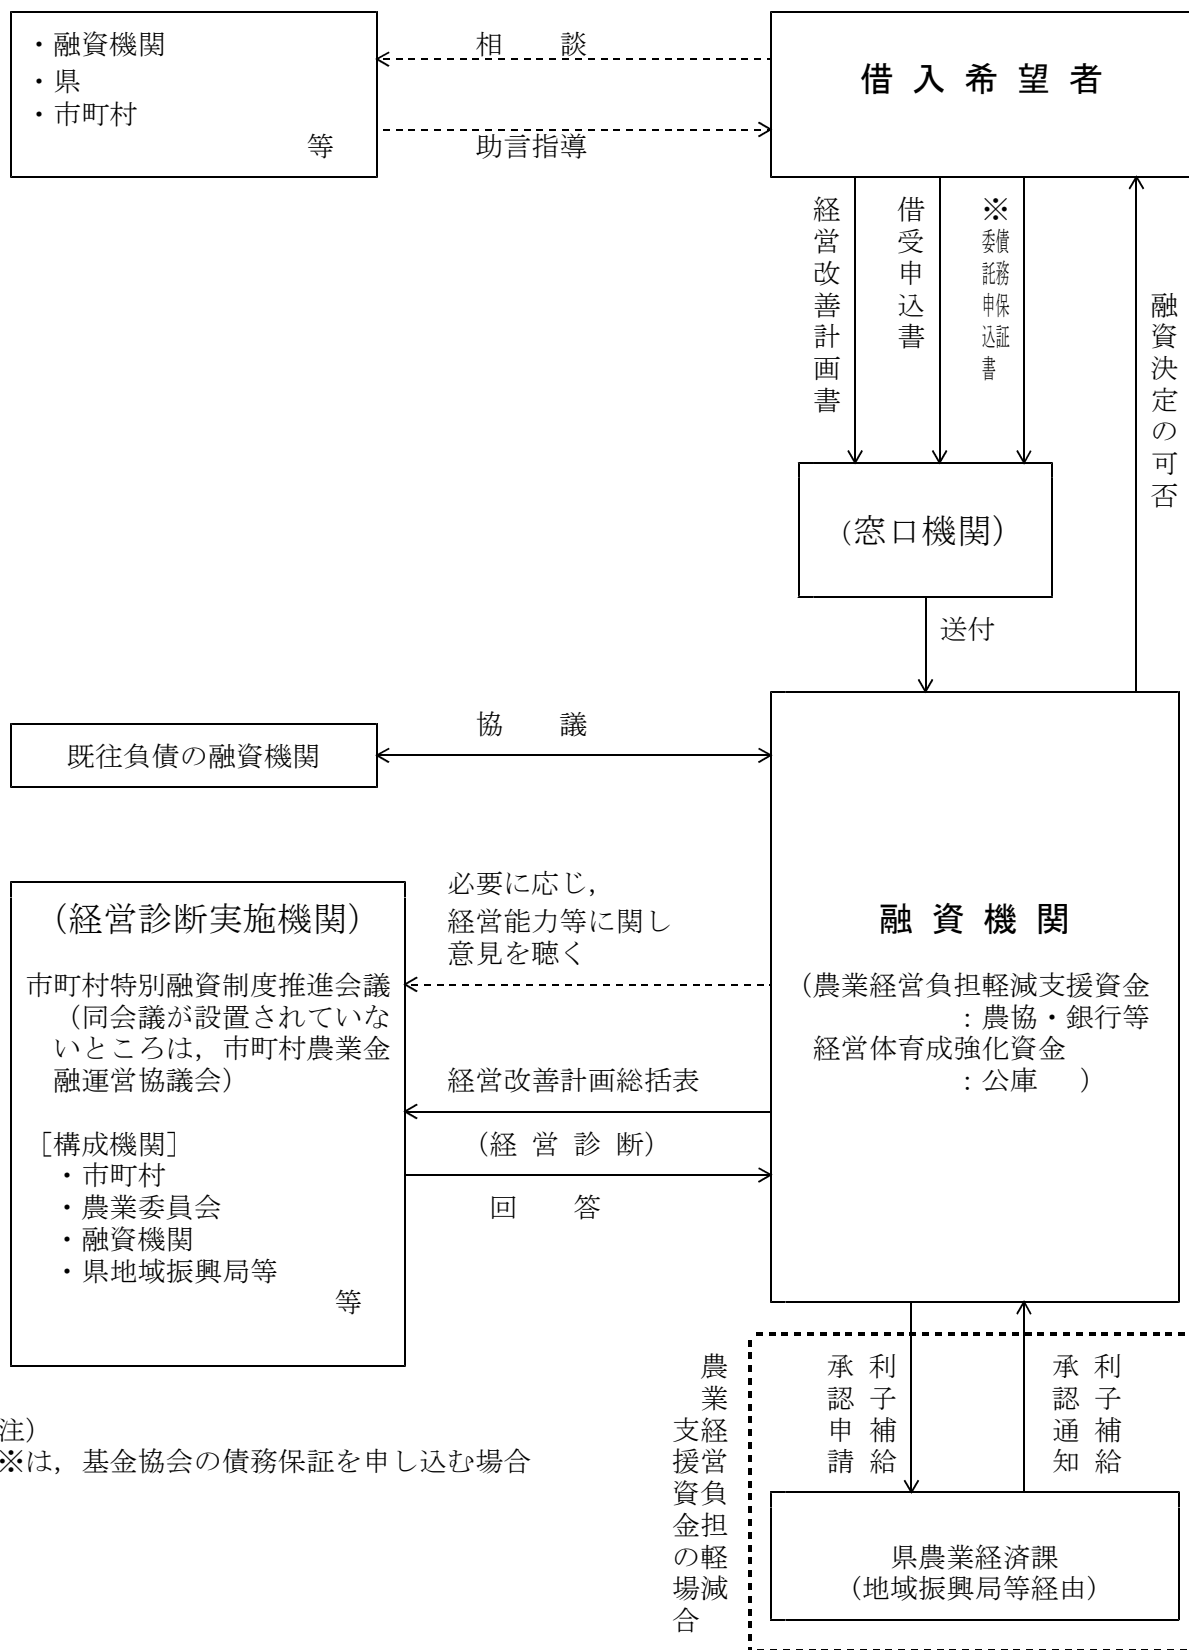 ・融資機関
・県
・市町村
等
相　　談
助言指導
借 入 希 望 者
経営改善計画書
借受申込書
※債務保証委託申込書
融資決定の可否
(窓口機関）
送付
既往負債の融資機関
協　　議
（経営診断実施機関）
市町村特別融資制度推進会議
（同会議が設置されていな
いところは，市町村農業金
融運営協議会）
［構成機関］
・市町村
・農業委員会
・融資機関
・県地域振興局等
等
必要に応じ，
経営能力等に関し
意見を聴く
経営改善計画総括表
（経 営 診 断）
回　　答
融 資 機 関
（農業経営負担軽減支援資金
：農協・銀行等
経営体育成強化資金
：公庫　）
農業経営負担軽減支援資金の場合
利子補給承認申請
利子補給承認通知
県農業経済課
（地域振興局等経由）
注）
※は，基金協会の債務保証を申し込む場合